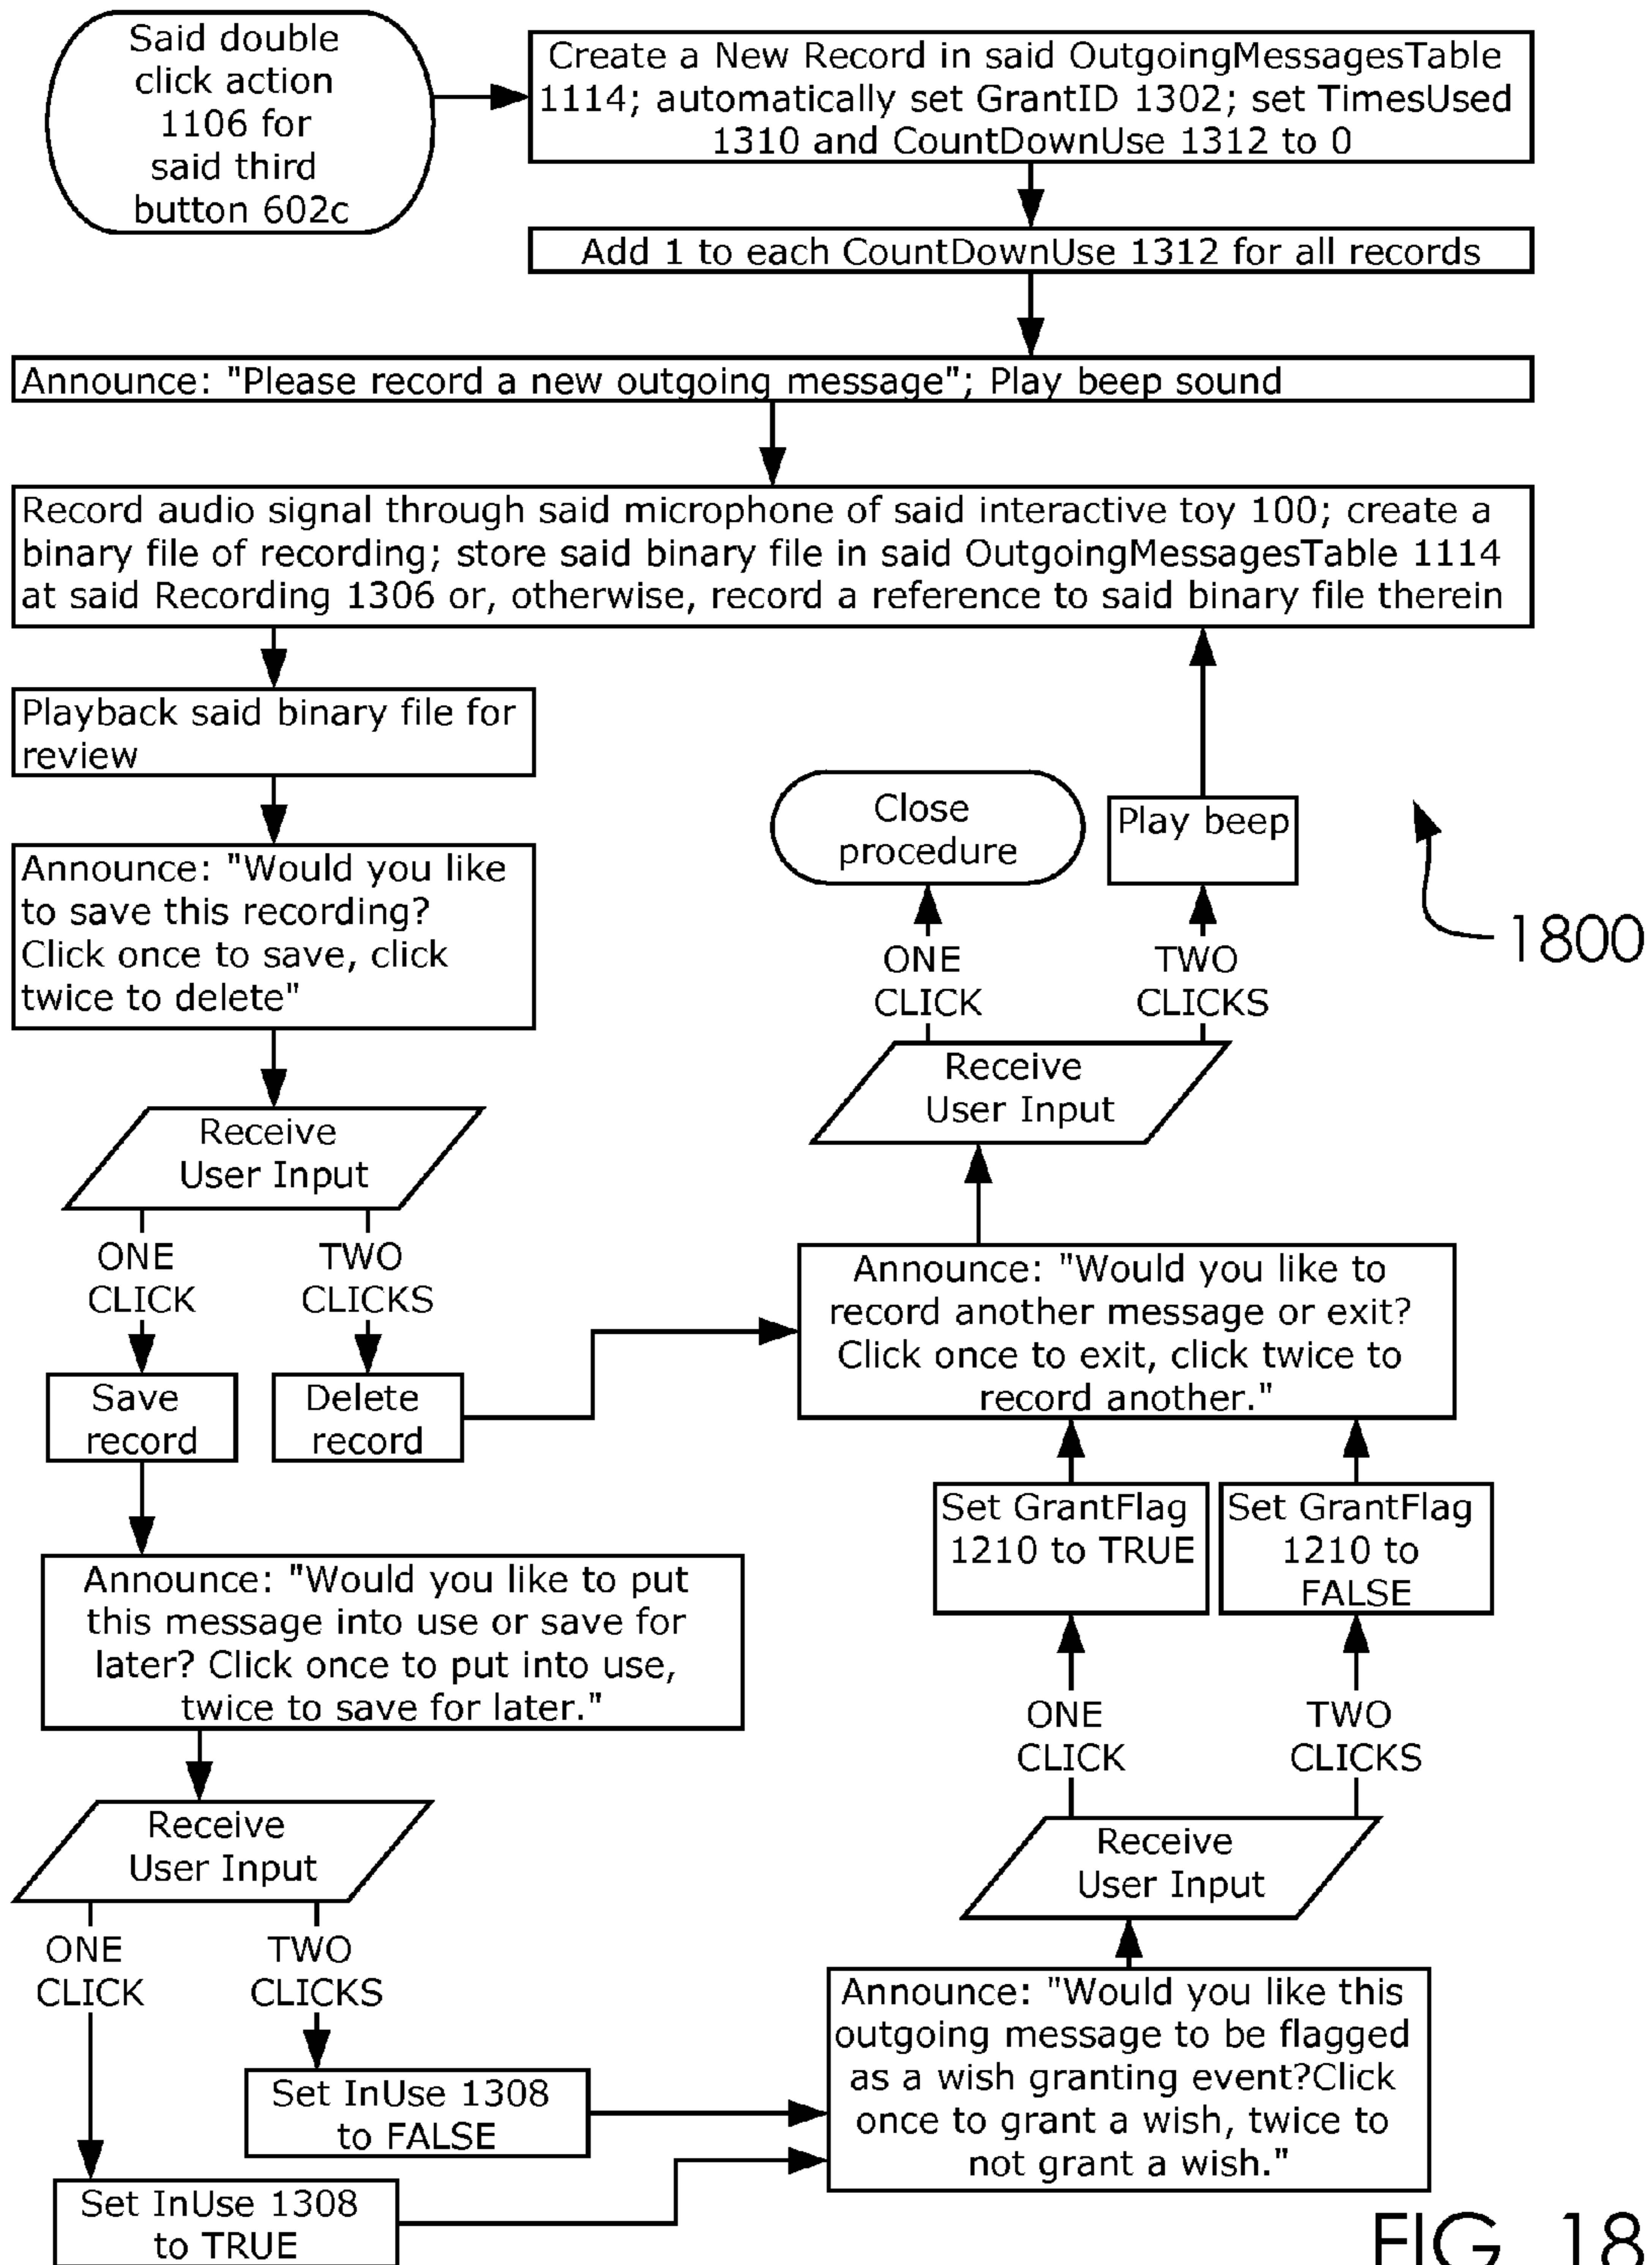 Said double
click action
1106 for
said third
button 602c
Create a New Record in said OutgoingMessagesTable
1114; automatically set GrantID 1302; set TimesUsed
1310 and CountDownUse 1312 to 0
Add 1 to each CountDownUse 1312 for all records
Announce: "Please record a new outgoing message"; Play beep sound
Record audio signal through said microphone of said interactive toy 100; create a
binary file of recording; store said binary file in said OutgoingMessagesTable 1114
at said Recording 1306 or, otherwise, record a reference to said binary file therein
Playback said binary file for
review
Announce: "Would you like
to save this recording?
Click once to save, click
twice to delete"
Receive
User Input
ONE
CLICK
TWO
CLICKS
Save
record
Delete
record
Announce: "Would you like to put
this message into use or save for
later? Click once to put into use,
twice to save for later."
Receive
User Input
ONE
CLICK
TWO
CLICKS
Set InUse 1308
to FALSE
Set InUse 1308
to TRUE
Announce: "Would you like this
outgoing message to be flagged
as a wish granting event?Click
once to grant a wish, twice to
not grant a wish."
Receive
User Input
ONE
CLICK
TWO
CLICKS
Set GrantFlag
1210 to TRUE
Set GrantFlag
1210 to
FALSE
Announce: "Would you like to
record another message or exit?
Click once to exit, click twice to
record another."
Receive
User Input
ONE
CLICK
TWO
CLICKS
Close
procedure
Play beep
1800
FIG. 18